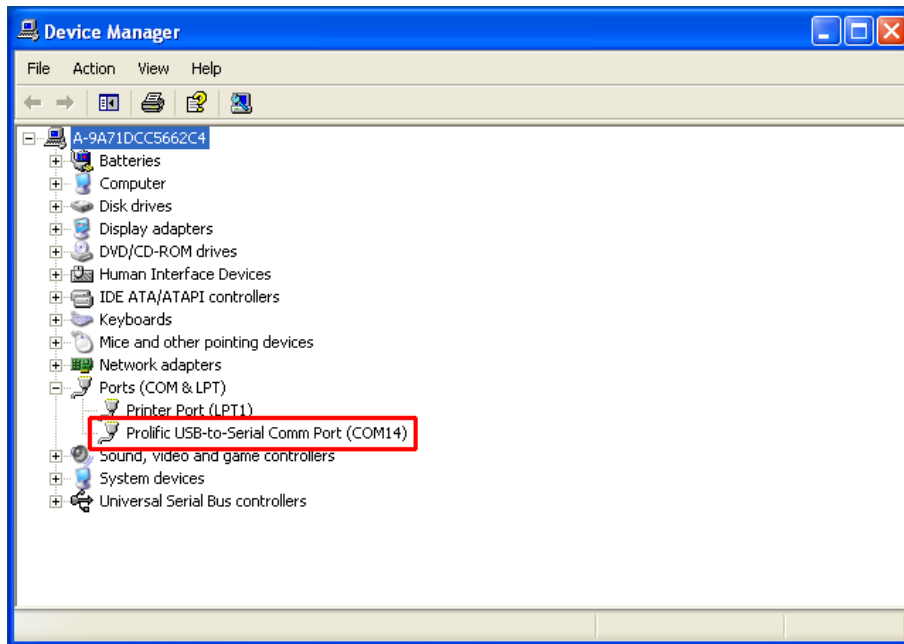 Device Manager
File Action View Help
A-9A71DCC5662C4
Batteries
Computer
Disk drives
Display adapters
DVD/CD-ROM drives
Human Interface Devices
IDE ATA/ATAPI controllers
Keyboards
Mice and other pointing devices
Network adapters
Ports (COM & LPT)
Printer Port (LPT1)
Prolific USB-to-Serial Comm Port (COM14)
Sound, video and game controllers
System devices
Universal Serial Bus controllers